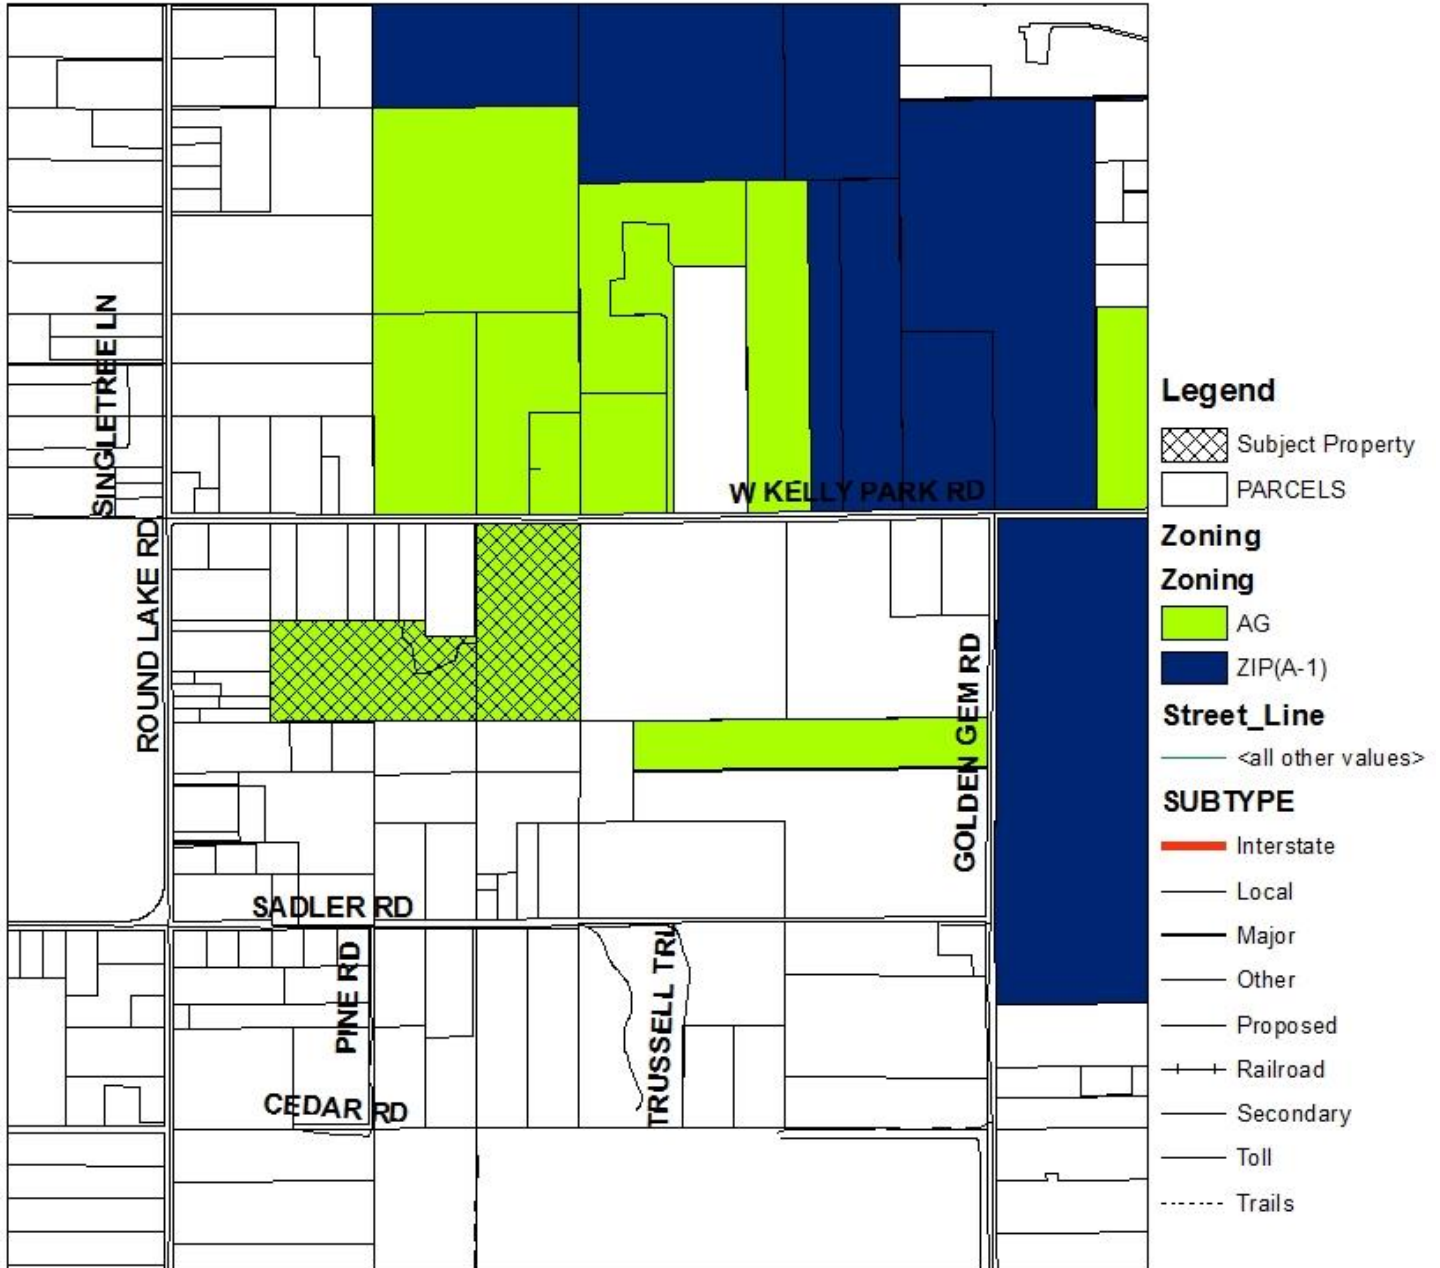 SINGLETREE LN
W KELLY PARK RD
ROUND LAKE RD
GOLDEN GEM RD
SADLER RD
PINE RD
TRUSSELL TRL
CEDAR RD
Legend
Subject Property
PARCELS
Zoning
Zoning
AG
ZIP(A-1)
Street_Line
<all other values>
SUBTYPE
Interstate
Local
Major
Other
Proposed
Railroad
Secondary
Toll
Trails